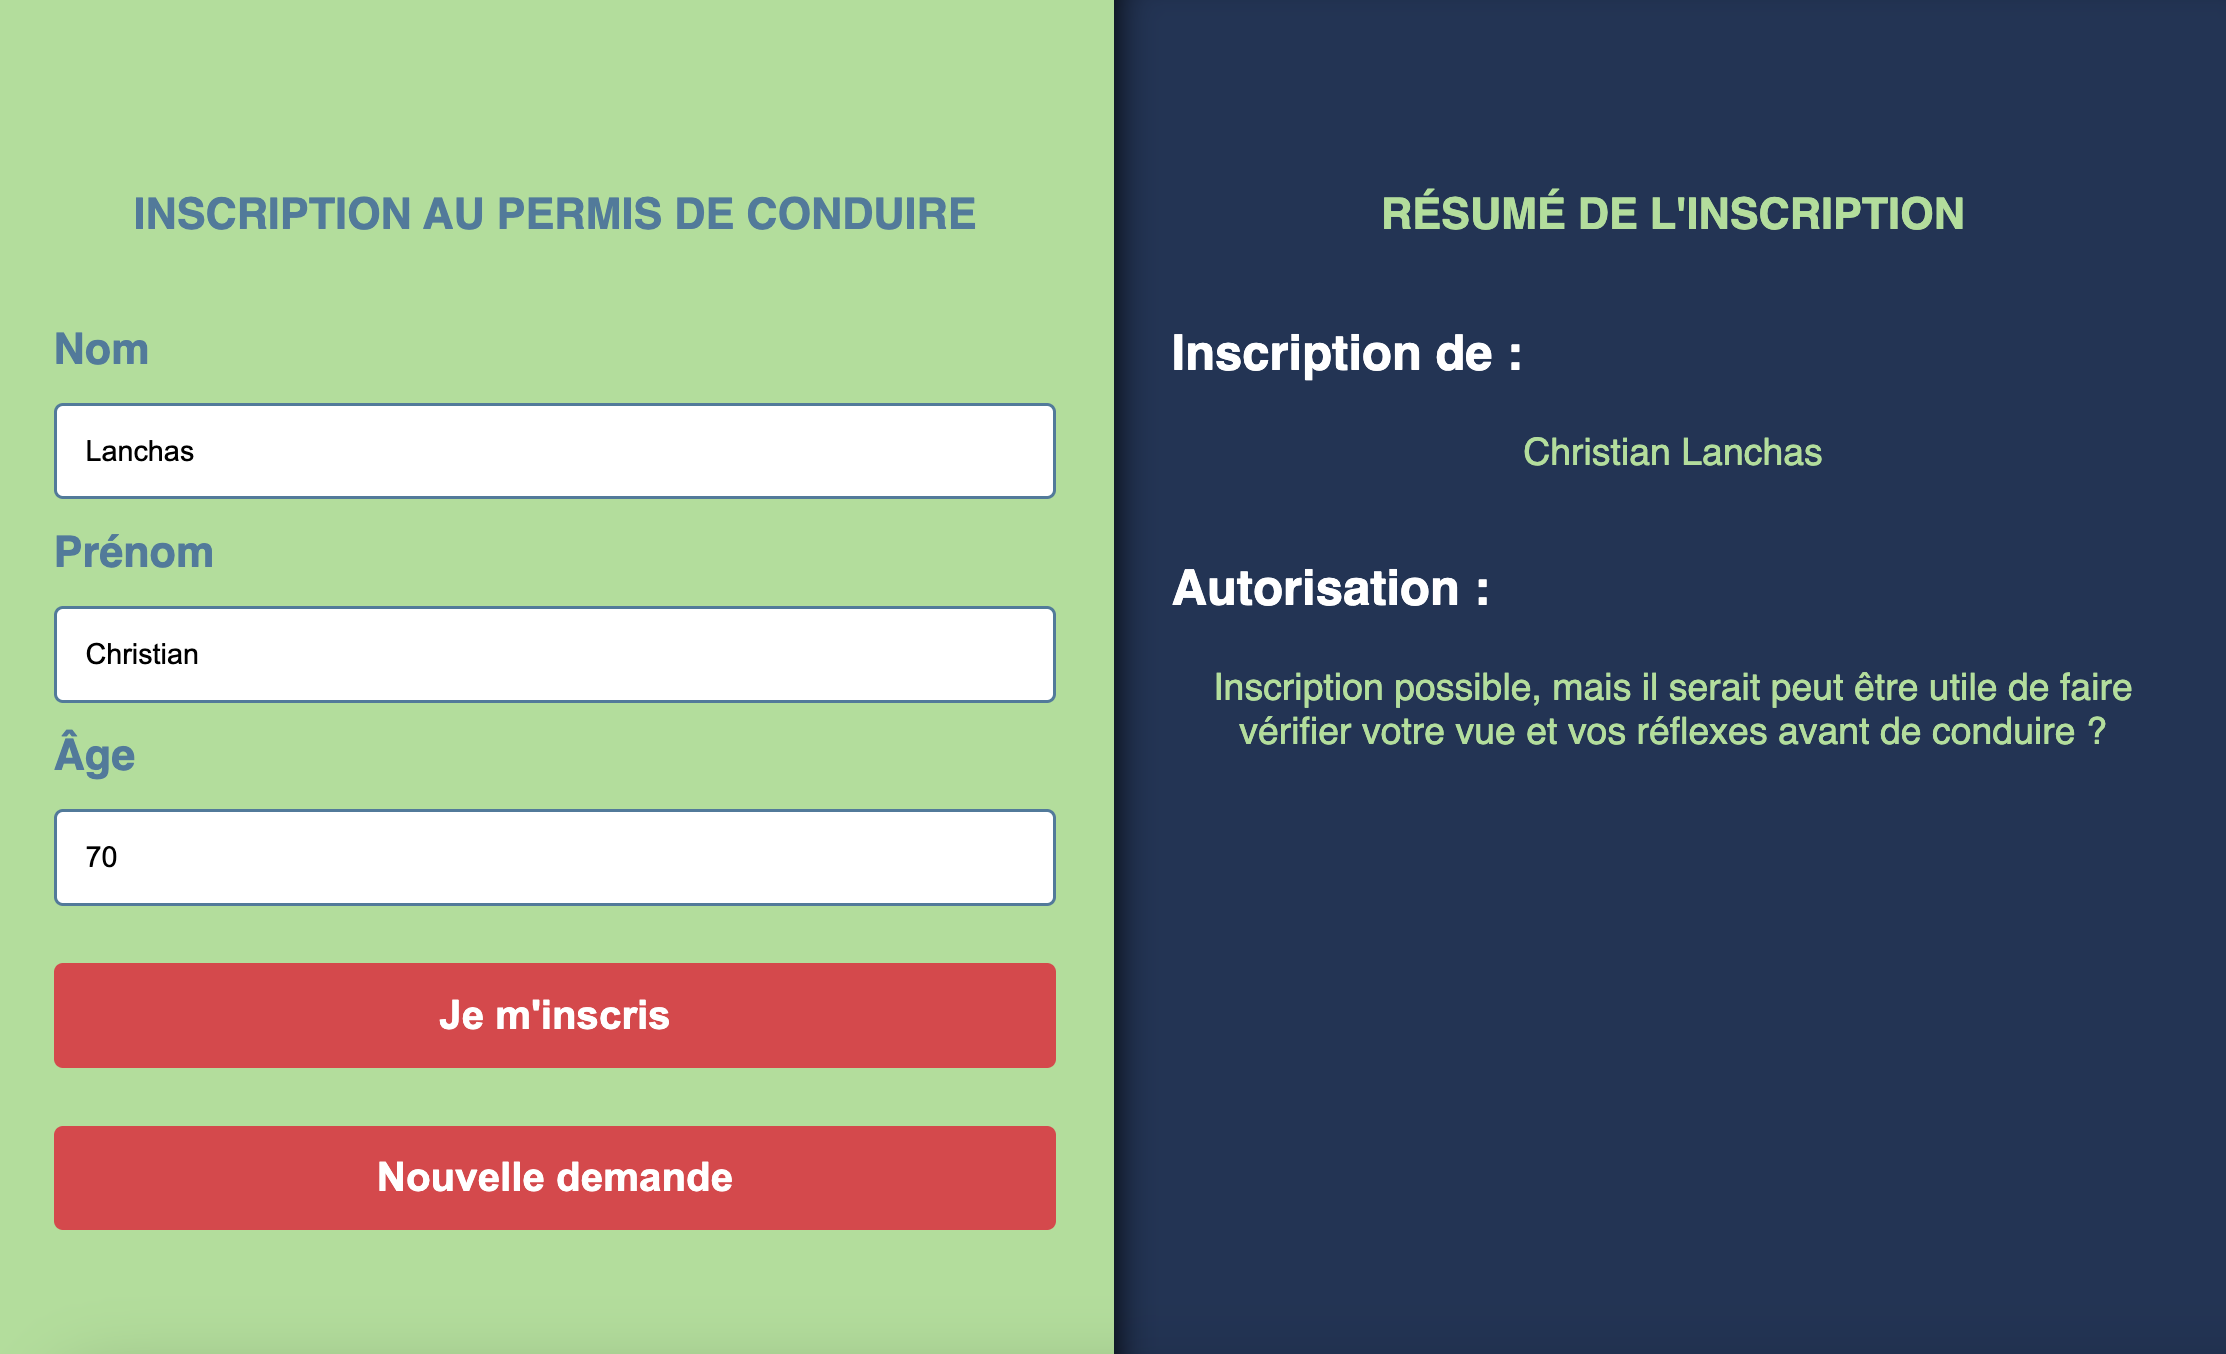 INSCRIPTION AU PERMIS DE CONDUIRE
Nom
Lanchas
Prénom
Christian
Âge
70
Je m'inscris
Nouvelle demande
RÉSUMÉ DE L'INSCRIPTION
Inscription de :
Christian Lanchas
Autorisation :
Inscription possible, mais il serait peut être utile de faire
vérifier votre vue et vos réflexes avant de conduire ?